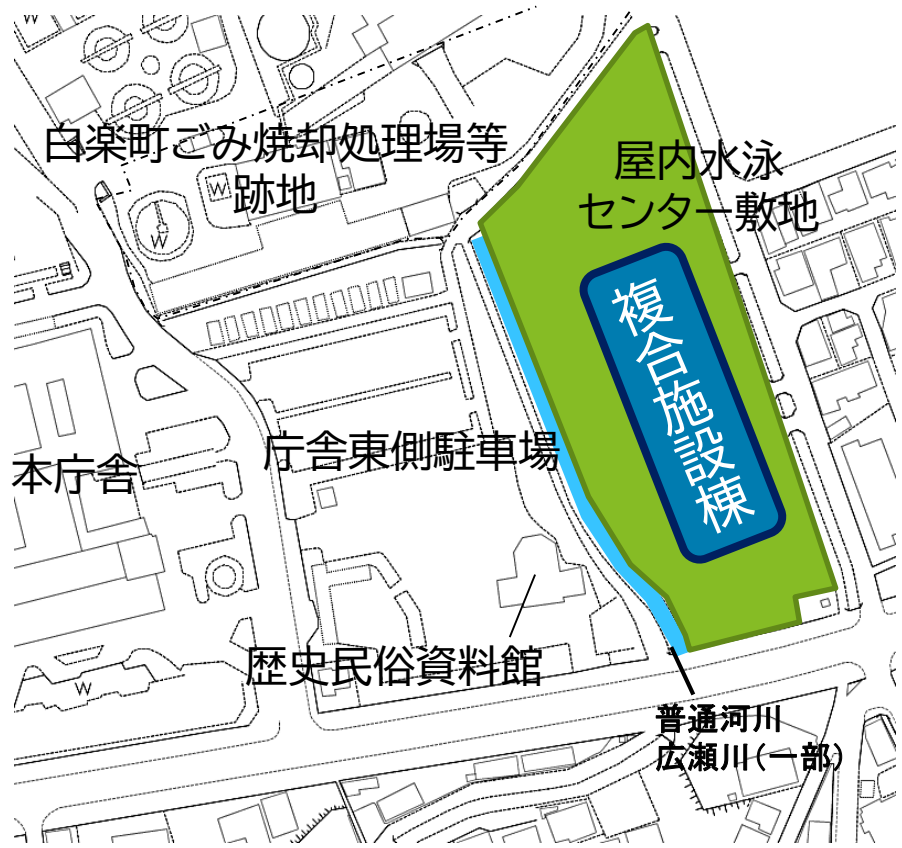 W
白楽町ごみ焼却処理場等
跡地
W
W
屋内水泳
センター敷地
複合施設棟
庁舎東側駐車場
本庁舎
歴史民俗資料館
W
普通河川
広瀬川(一部)
W